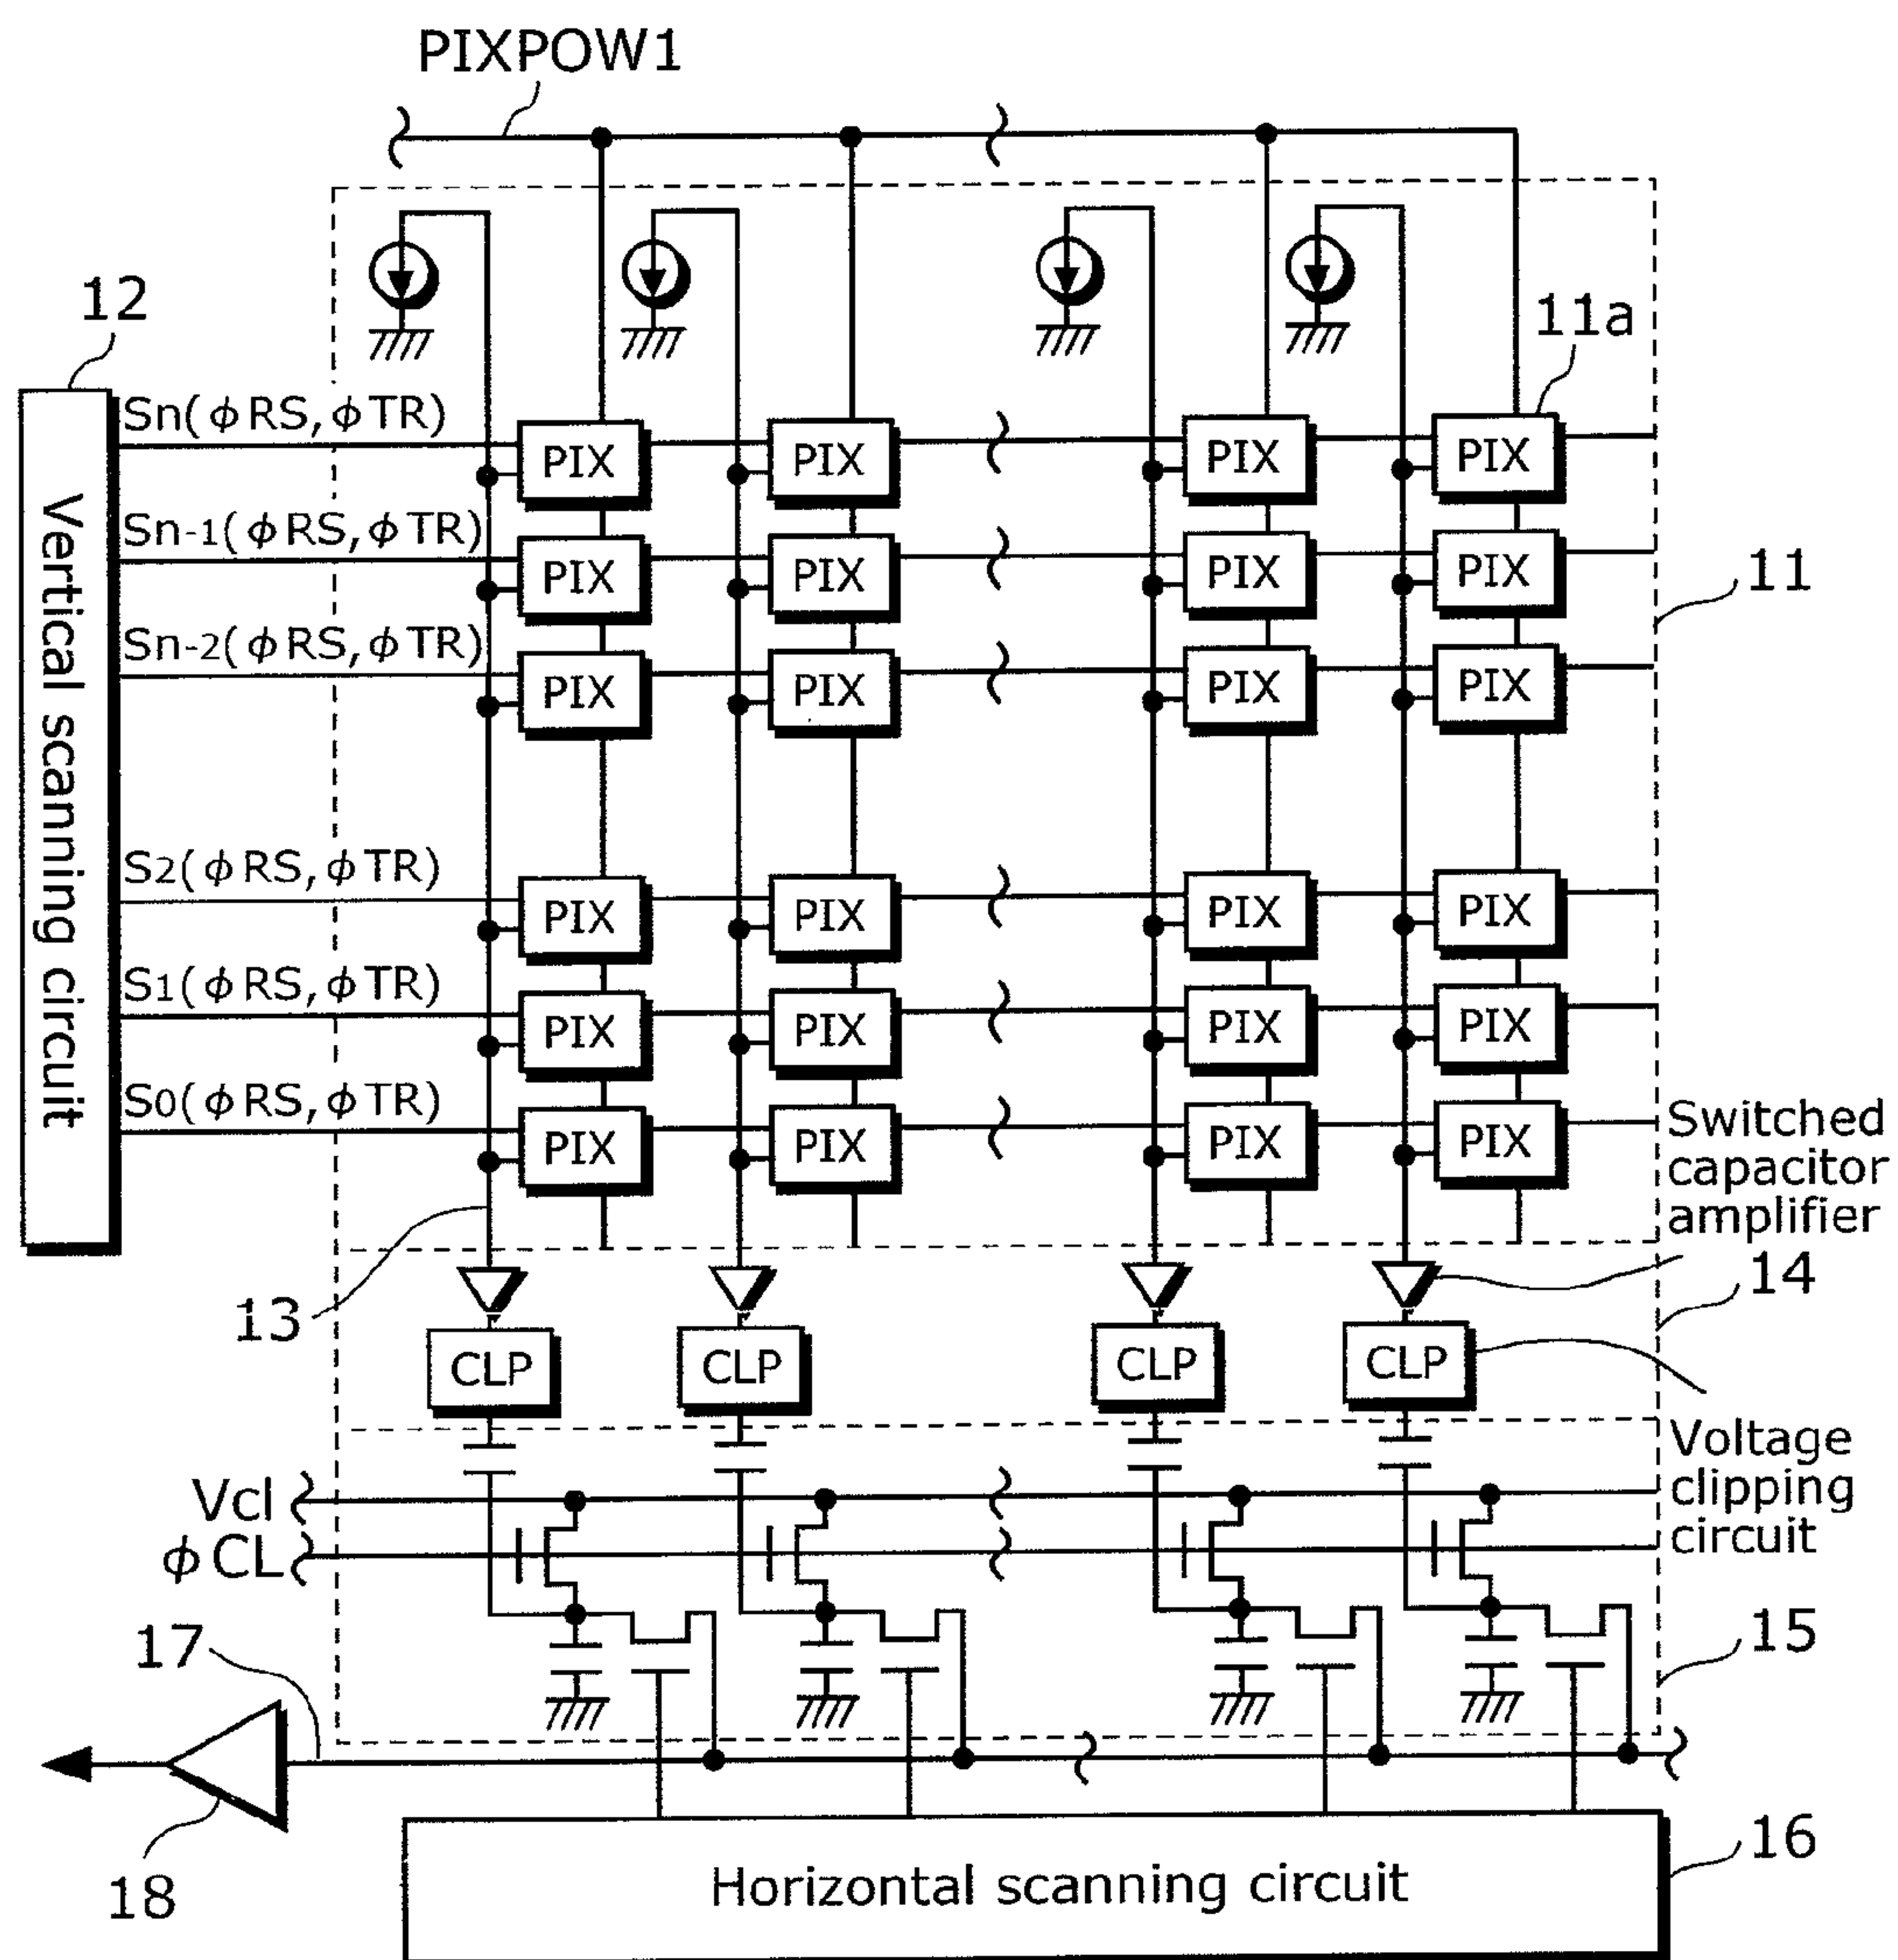 PIXPOW1
12
11a
Sn(ϕRS,ϕTR)
PIX PIX PIX PIX
Sn-1(ϕRS,ϕTR)
PIX PIX PIX PIX
11
Sn-2(ϕRS,ϕTR)
PIX PIX PIX PIX
Vertical scanning circuit
S2(ϕRS,ϕTR)
PIX PIX PIX PIX
S1(ϕRS,ϕTR)
PIX PIX PIX PIX
S0(ϕRS,ϕTR)
PIX PIX PIX PIX
Switched
capacitor
amplifier
13
14
CLP CLP CLP CLP
Voltage
clipping
circuit
Vcl
ϕCL
15
17
18
16
Horizontal scanning circuit